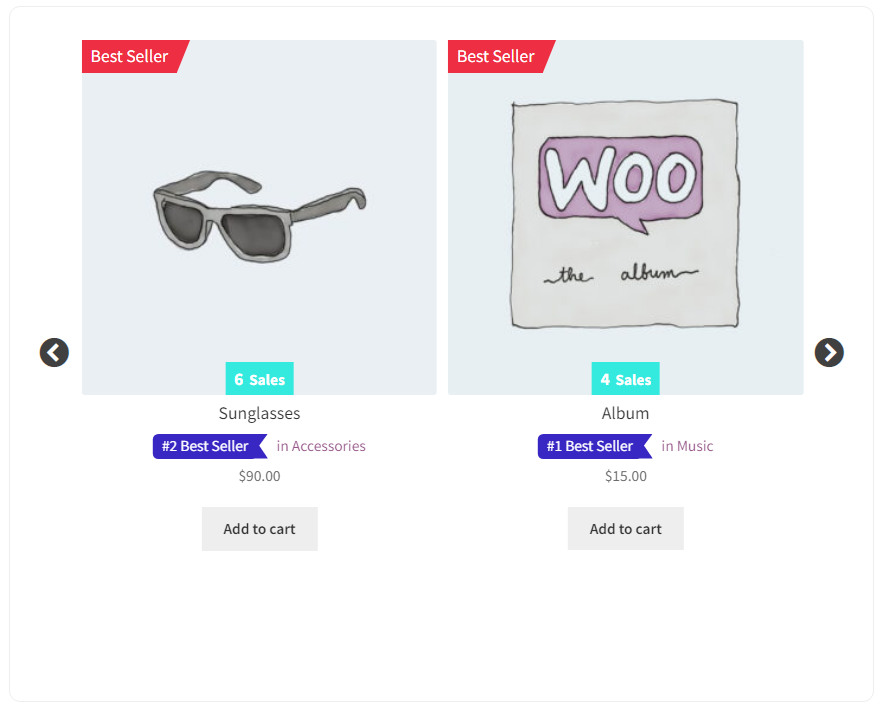 Best Seller
Best Seller
WOO
the album
6 Sales
4 Sales
Sunglasses
Album
#2 Best Seller in Accessories
#1 Best Seller in Music
$90.00
$15.00
Add to cart
Add to cart